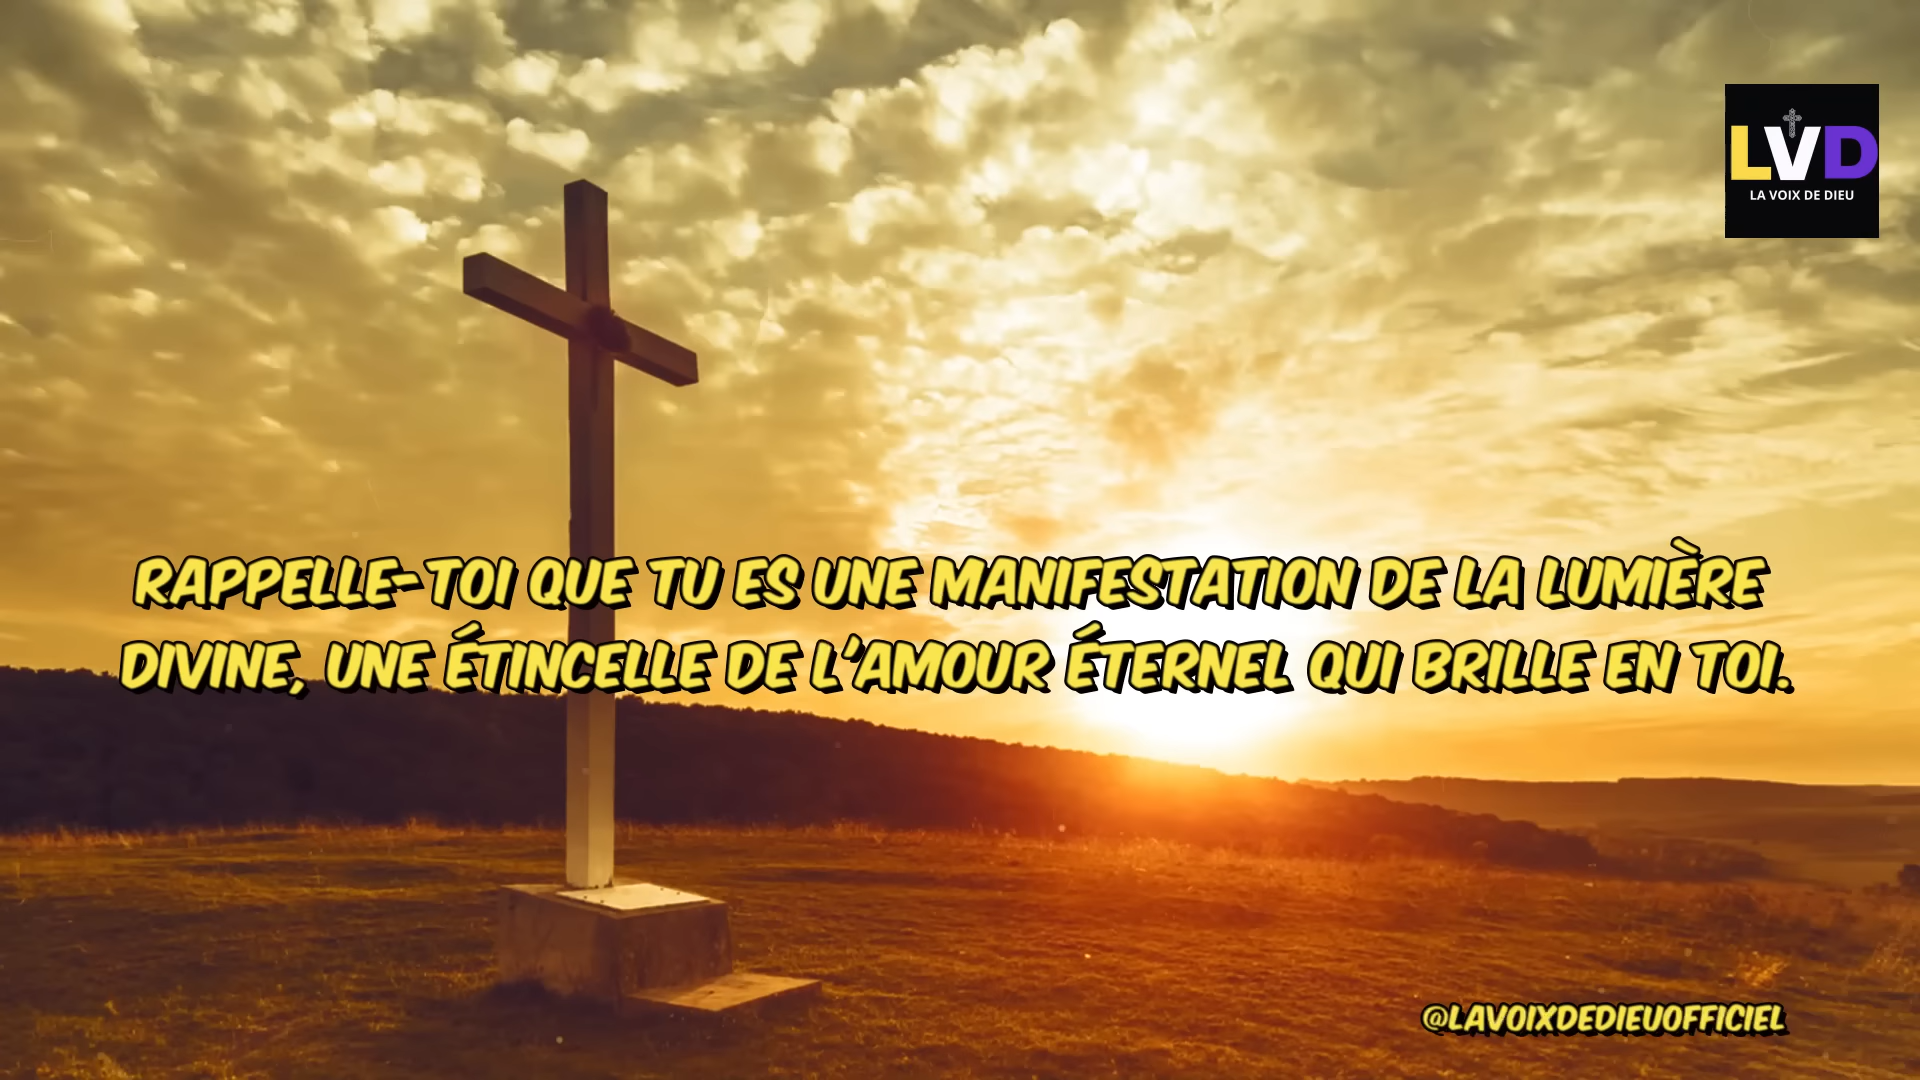 LVD
LA VOIX DE DIEU
RAPPELLE-TOI QUE TU ES UNE MANIFESTATION DE LA LUMIÈRE
DIVINE, UNE ÉTINCELLE DE L'AMOUR ÉTERNEL QUI BRILLE EN TOI.
@LAVOIXDEDIEUOFFICIEL